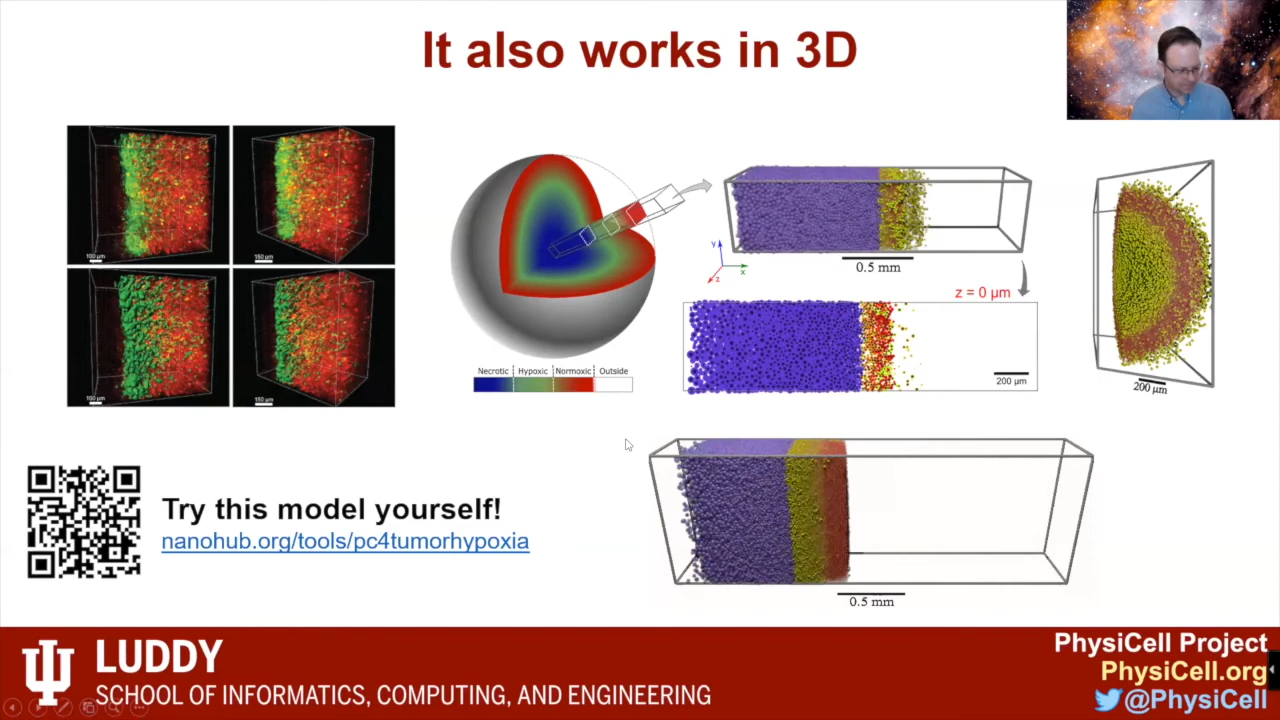 It also works in 3D
100 μm
150 μm
100 μm
150 μm
Necrotic
Hypoxic
Normoxic
Outside
y
x
z
0.5 mm
z = 0 μm
200 μm
200 μm
0.5 mm
Try this model yourself!
nanohub.org/tools/pc4tumorhypoxia
LUDDY
SCHOOL OF INFORMATICS, COMPUTING, AND ENGINEERING
PhysiCell Project
PhysiCell.org
@PhysiCell